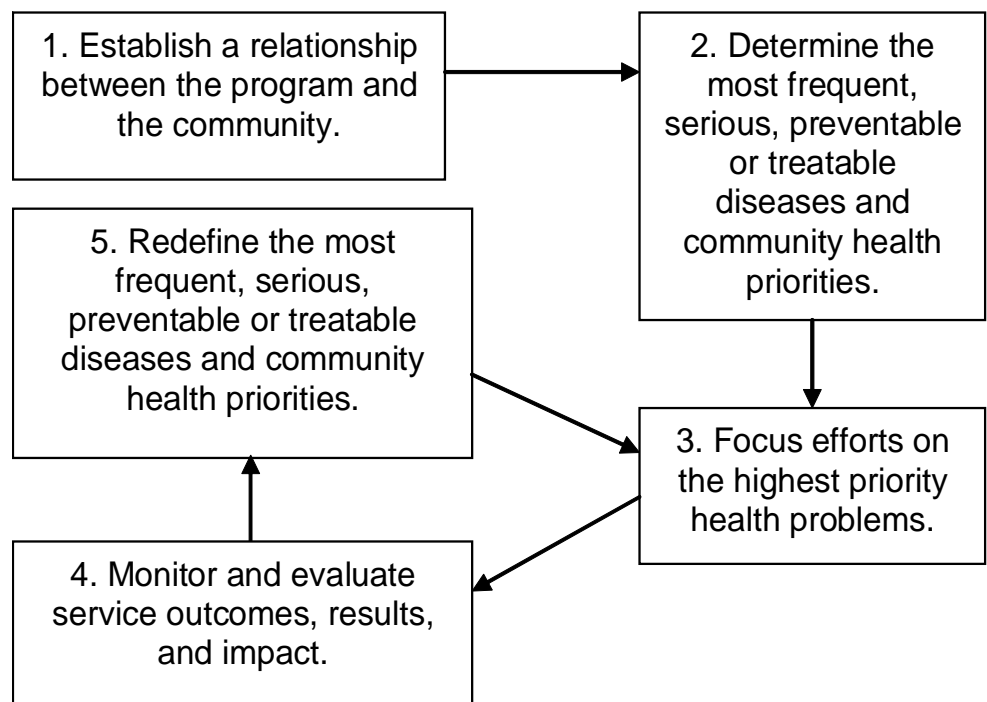 1. Establish a relationship
between the program and
the community.
2. Determine the
most frequent,
serious, preventable
or treatable
diseases and
community health
priorities.
5. Redefine the most
frequent, serious,
preventable or treatable
diseases and community
health priorities.
3. Focus efforts on
the highest priority
health problems.
4. Monitor and evaluate
service outcomes, results,
and impact.